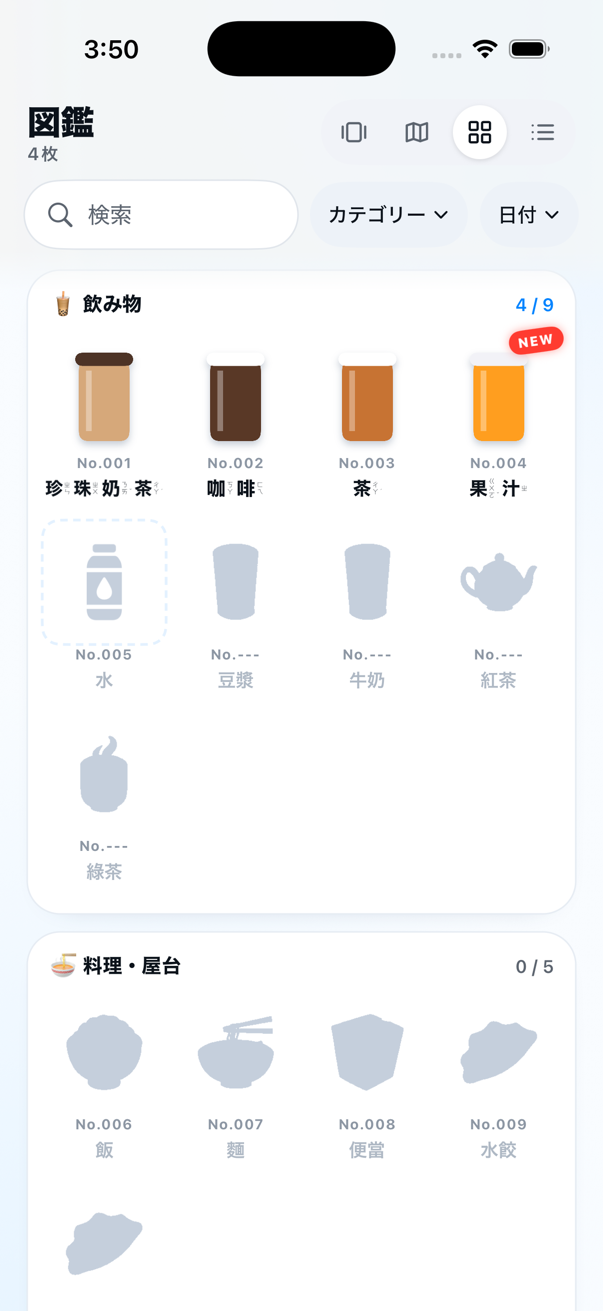 3:50
図鑑
4枚
検索
カテゴリー
日付
飲み物
4 / 9
NEW
No.001 No.002 No.003 No.004
珍珠奶茶 咖啡 茶 果汁
No.005 No.--- No.--- No.---
水 豆漿 牛奶 紅茶
No.---
綠茶
料理・屋台
0 / 5
No.006 No.007 No.008 No.009
飯 麵 便當 水餃